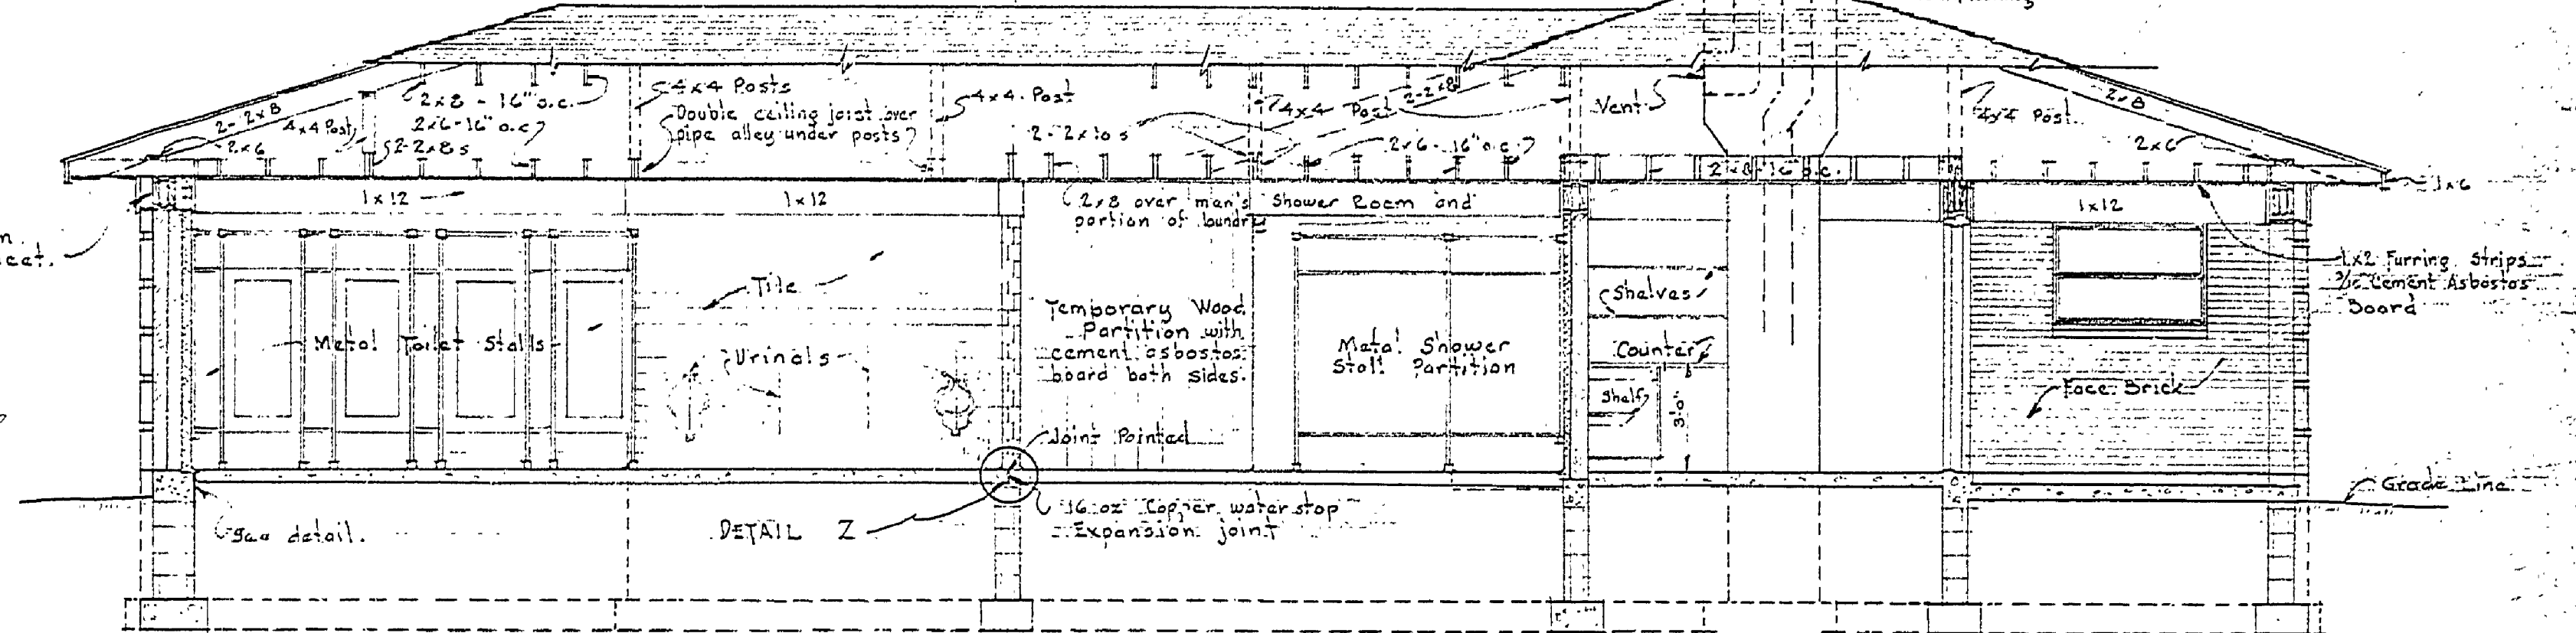 2x8 - 16" o.c.
2x6-16" o.c.
2-2x8
4x4 Post
2x6
2-2x8s
4x4 Posts
Double ceiling joist over
pipe alley under posts
4x4 Post
2-2x10s
4x4 Post
2-2x8
2x6-16" o.c.
Vent
2x8-16" o.c.
4x4 Post
2x8
2x6
1x6
1x12
1x12
2x8 over men's Shower Room and
portion of laundry
1x12
1x2 Furring Strips
3/16 Cement Asbestos
Board
Tile
Metal Toilet Stalls
Urinals
Temporary Wood
Partition with
cement asbestos
board both sides.
Metal Shower
Stall Partition
Shelves
Counter
Shelf
3'0"
Face Brick
Joint Pointed
Grade Line
See detail.
DETAIL Z
16 oz Copper water stop
Expansion joint